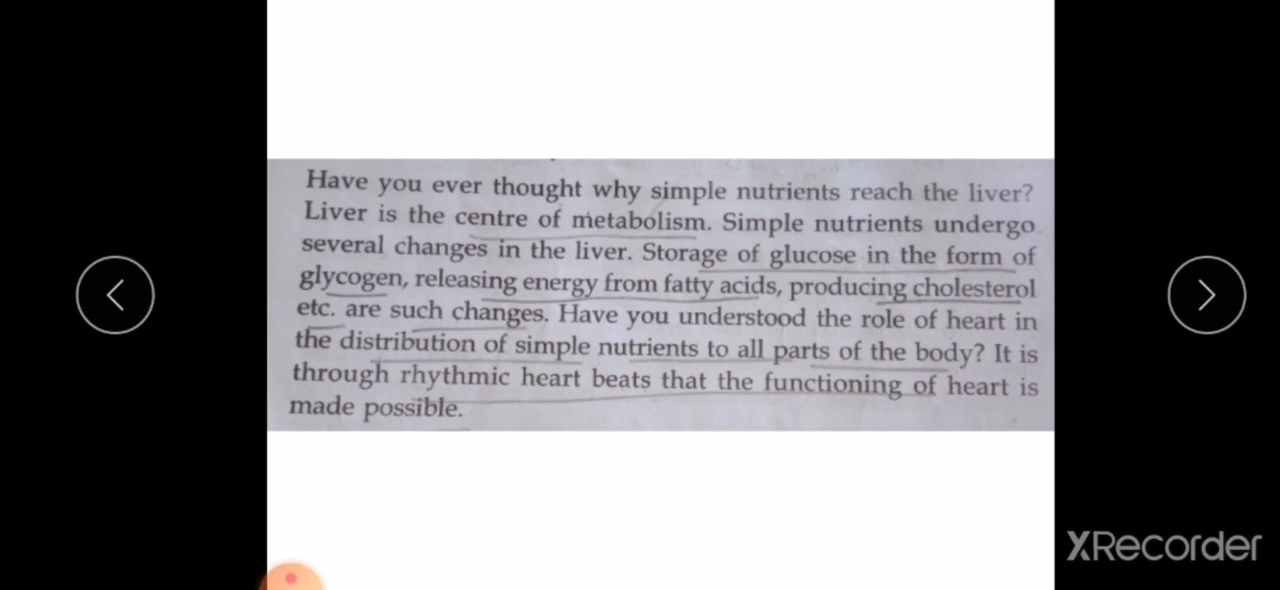 Have you ever thought why simple nutrients reach the liver?
Liver is the centre of metabolism. Simple nutrients undergo
several changes in the liver. Storage of glucose in the form of
glycogen, releasing energy from fatty acids, producing cholesterol
etc. are such changes. Have you understood the role of heart in
the distribution of simple nutrients to all parts of the body? It is
through rhythmic heart beats that the functioning of heart is
made possible.
XRecorder